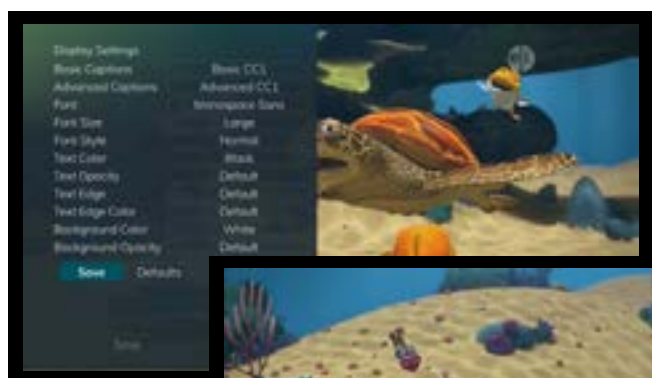 Display Settings
Basic Captions Basic CC1
Advanced Captions Advanced CC1
Font Monospace Sans
Font Size Large
Font Style Normal
Text Color Black
Text Opacity Default
Text Edge Default
Text Edge Color Default
Background Color White
Background Opacity Default
Save Defaults